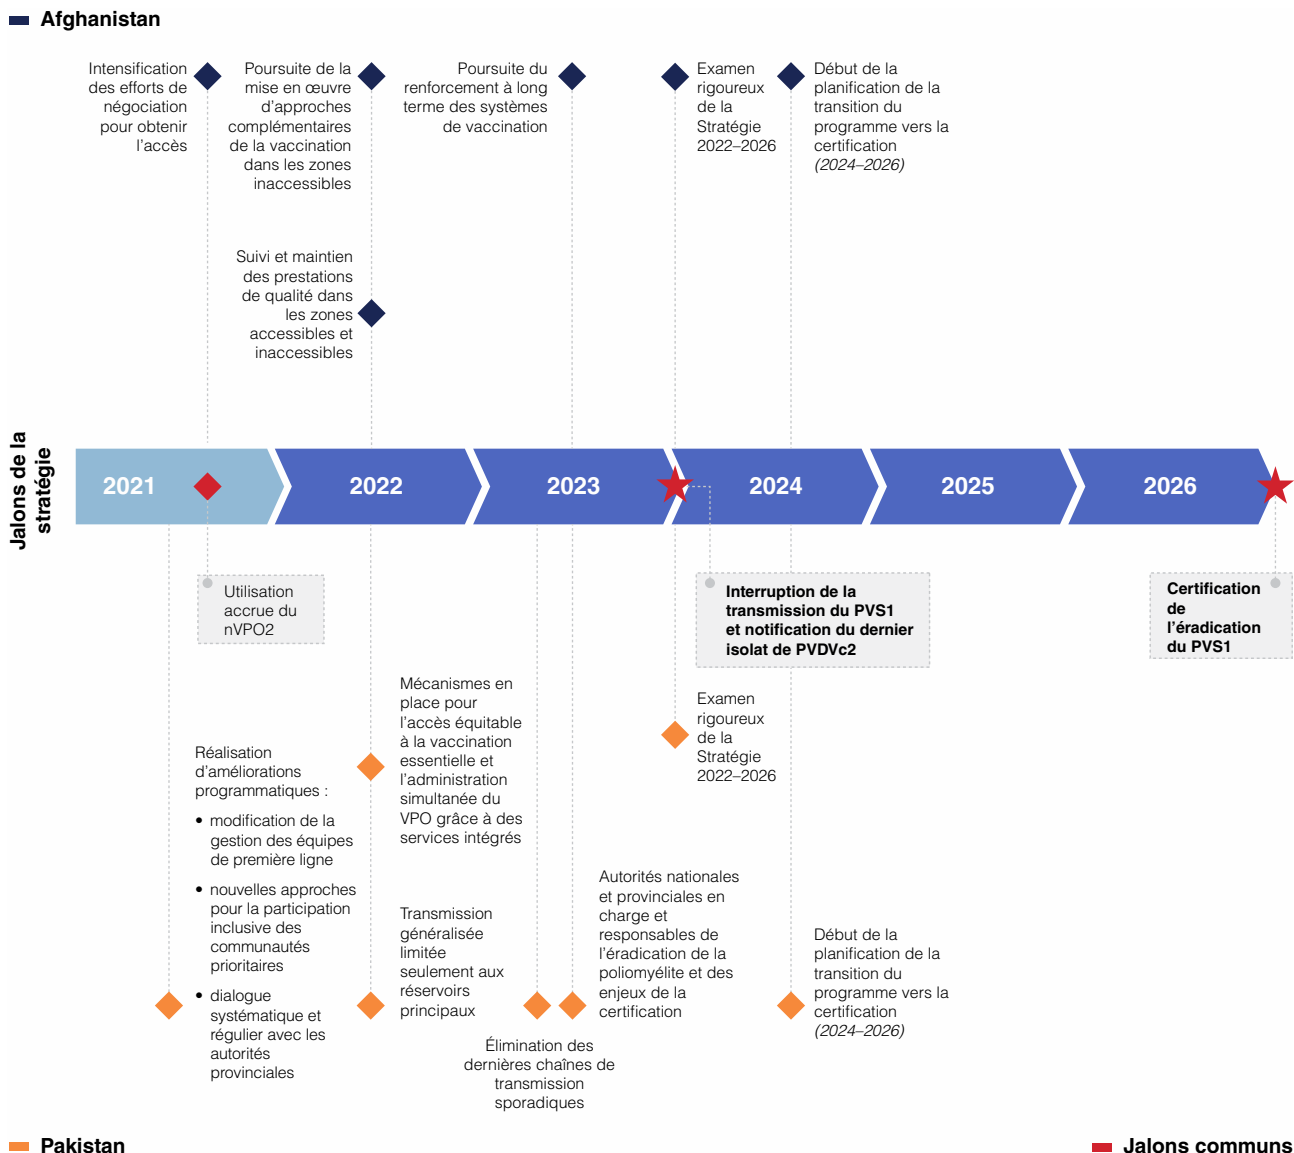 Afghanistan
Intensification
des efforts de
négociation
pour obtenir
l'accès
Poursuite de la
mise en œuvre
d'approches
complémentaires
de la vaccination
dans les zones
inaccessibles
Poursuite du
renforcement à long
terme des systèmes
de vaccination
Examen
rigoureux
de la
Stratégie
2022–2026
Début de la
planification de la
transition du
programme vers la
certification
(2024–2026)
Suivi et maintien
des prestations
de qualité dans
les zones
accessibles et
inaccessibles
Jalons de la
stratégie
2021
2022
2023
2024
2025
2026
Utilisation
accrue du
nVPO2
Interruption de la
transmission du PVS1
et notification du dernier
isolat de PVDVc2
Certification
de
l'éradication
du PVS1
Réalisation
d'améliorations
programmatiques :
• modification de la
gestion des équipes
de première ligne
• nouvelles approches
pour la participation
inclusive des
communautés
prioritaires
• dialogue
systématique et
régulier avec les
autorités
provinciales
Mécanismes en
place pour
l'accès équitable
à la vaccination
essentielle et
l'administration
simultanée du
VPO grâce à des
services intégrés
Transmission
généralisée
limitée
seulement aux
réservoirs
principaux
Élimination des
dernières chaînes de
transmission
sporadiques
Autorités nationales
et provinciales en
charge et
responsables de
l'éradication de la
poliomyélite et des
enjeux de la
certification
Examen
rigoureux
de la
Stratégie
2022–2026
Début de la
planification de la
transition du
programme vers la
certification
(2024–2026)
Pakistan
Jalons communs